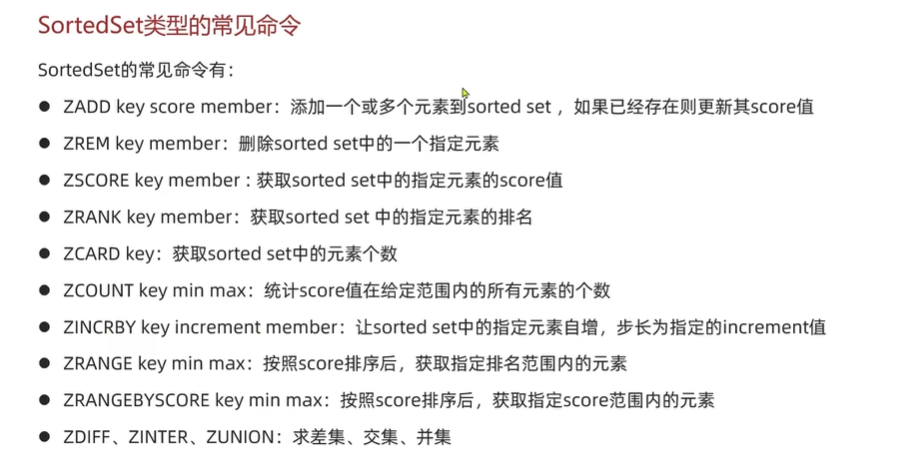 SortedSet类型的常见命令
SortedSet的常见命令有：
● ZADD key score member：添加一个或多个元素到sorted set ，如果已经存在则更新其score值
● ZREM key member：删除sorted set中的一个指定元素
● ZSCORE key member : 获取sorted set中的指定元素的score值
● ZRANK key member：获取sorted set 中的指定元素的排名
● ZCARD key：获取sorted set中的元素个数
● ZCOUNT key min max：统计score值在给定范围内的所有元素的个数
● ZINCRBY key increment member：让sorted set中的指定元素自增，步长为指定的increment值
● ZRANGE key min max：按照score排序后，获取指定排名范围内的元素
● ZRANGEBYSCORE key min max：按照score排序后，获取指定score范围内的元素
● ZDIFF、ZINTER、ZUNION：求差集、交集、并集